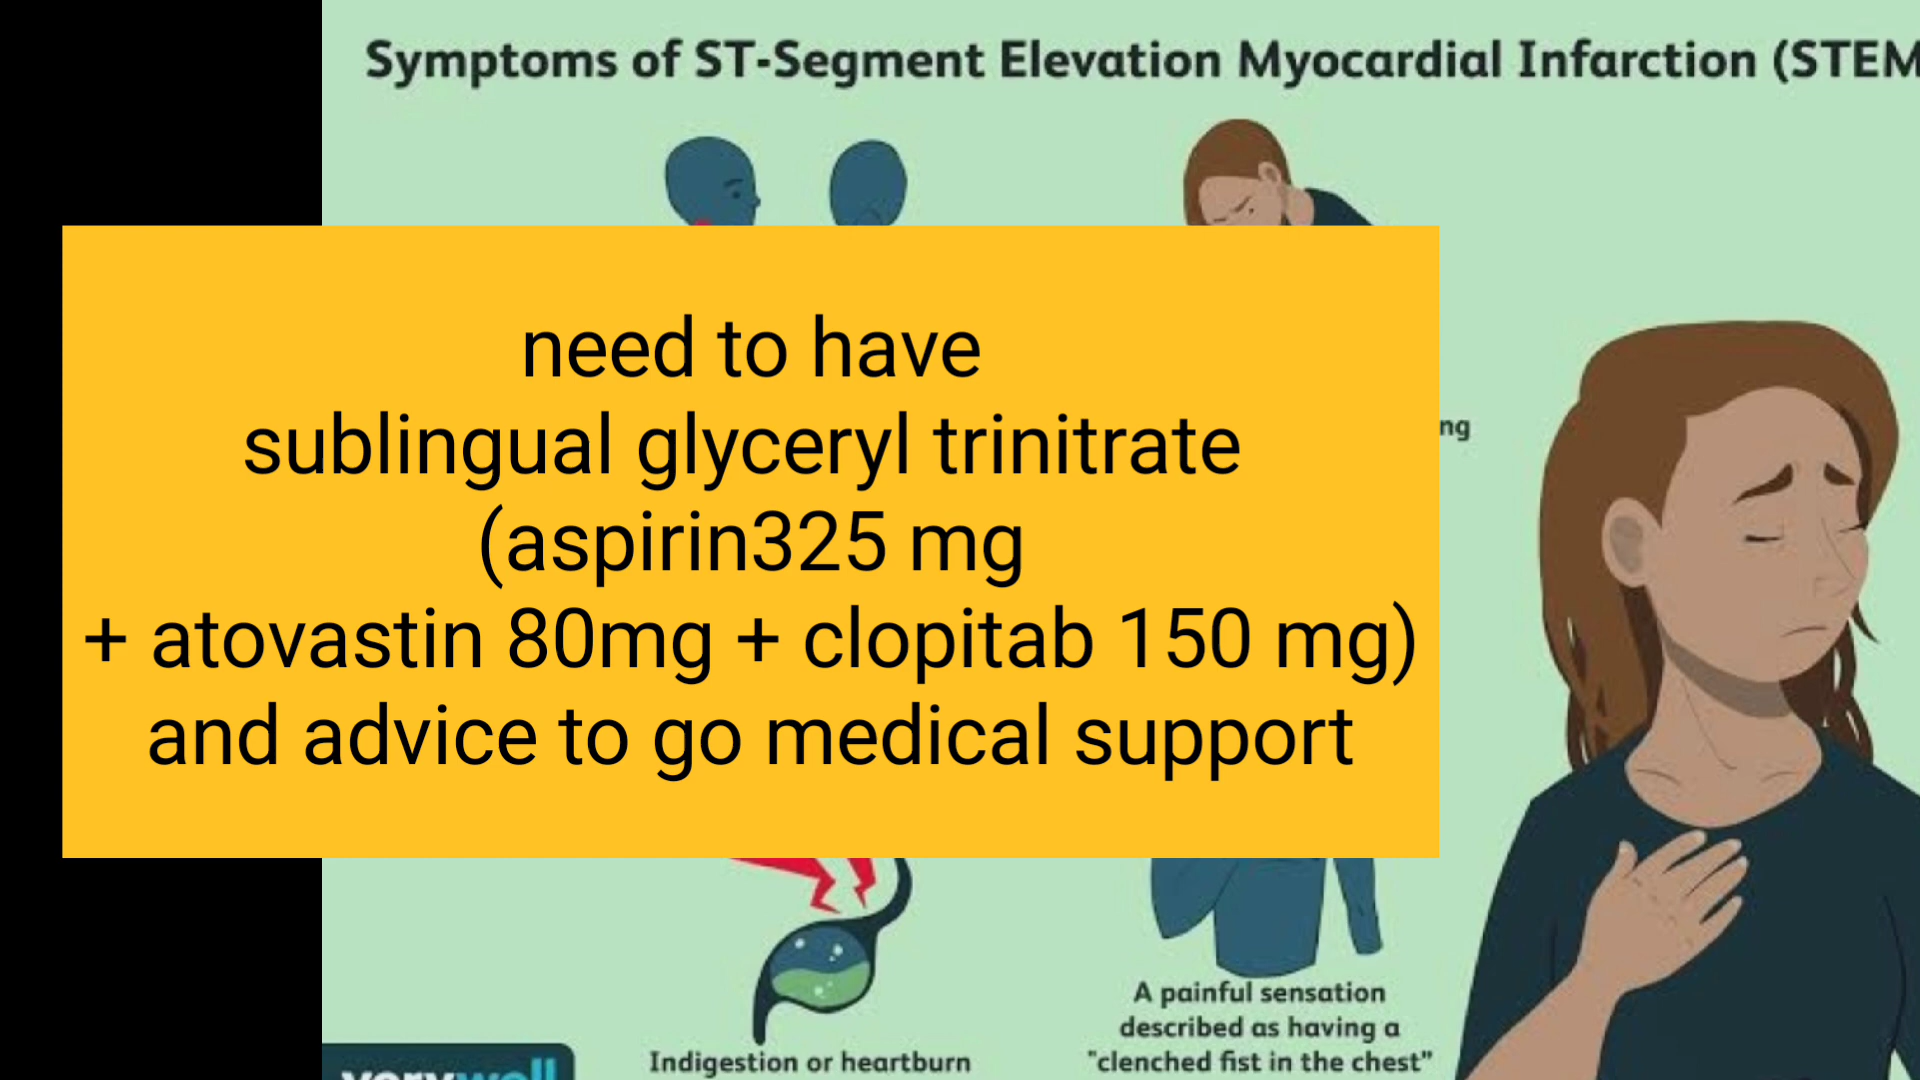 Symptoms of ST-Segment Elevation Myocardial Infarction (STEM
need to have
sublingual glyceryl trinitrate
(aspirin325 mg
+ atovastin 80mg + clopitab 150 mg)
and advice to go medical support
ng
A painful sensation
described as having a
"clenched fist in the chest"
Indigestion or heartburn
verywell